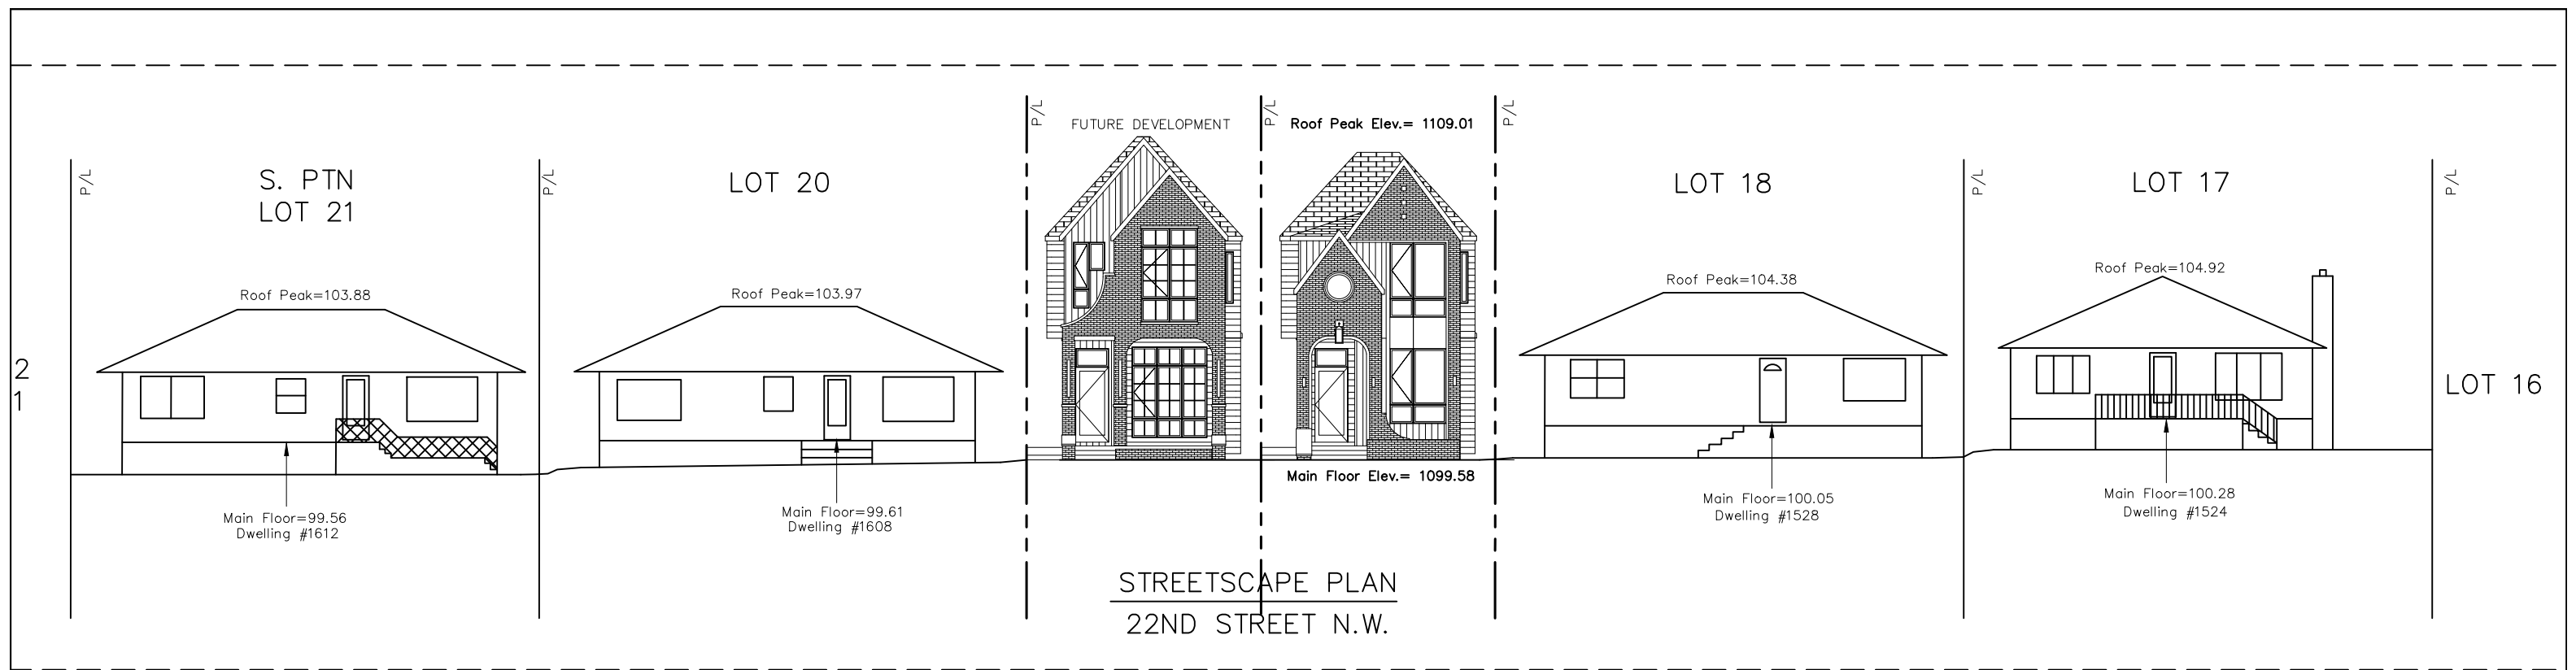 P/L
P/L
P/L
P/L
P/L
P/L
P/L
FUTURE DEVELOPMENT
Roof Peak Elev.= 1109.01
S. PTN
LOT 21
LOT 20
LOT 18
LOT 17
Roof Peak=103.88
Roof Peak=103.97
Roof Peak=104.38
Roof Peak=104.92
2
1
LOT 16
Main Floor Elev.= 1099.58
Main Floor=99.56
Dwelling #1612
Main Floor=99.61
Dwelling #1608
Main Floor=100.05
Dwelling #1528
Main Floor=100.28
Dwelling #1524
STREETSCAPE PLAN
22ND STREET N.W.